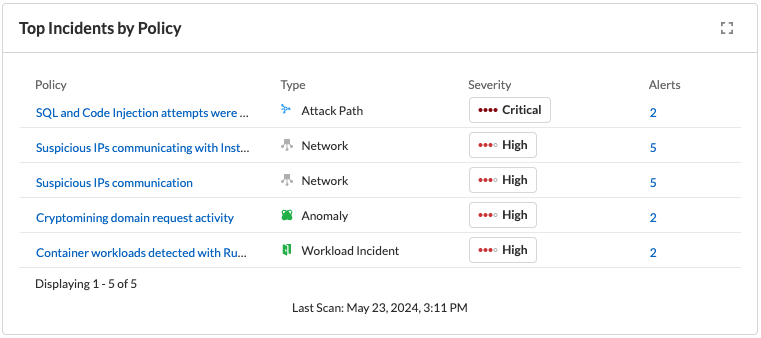 Top Incidents by Policy
Policy Type Severity Alerts
SQL and Code Injection attempts were ... Attack Path Critical 2
Suspicious IPs communicating with Inst... Network High 5
Suspicious IPs communication Network High 5
Cryptomining domain request activity Anomaly High 2
Container workloads detected with Ru... Workload Incident High 2
Displaying 1 - 5 of 5
Last Scan: May 23, 2024, 3:11 PM